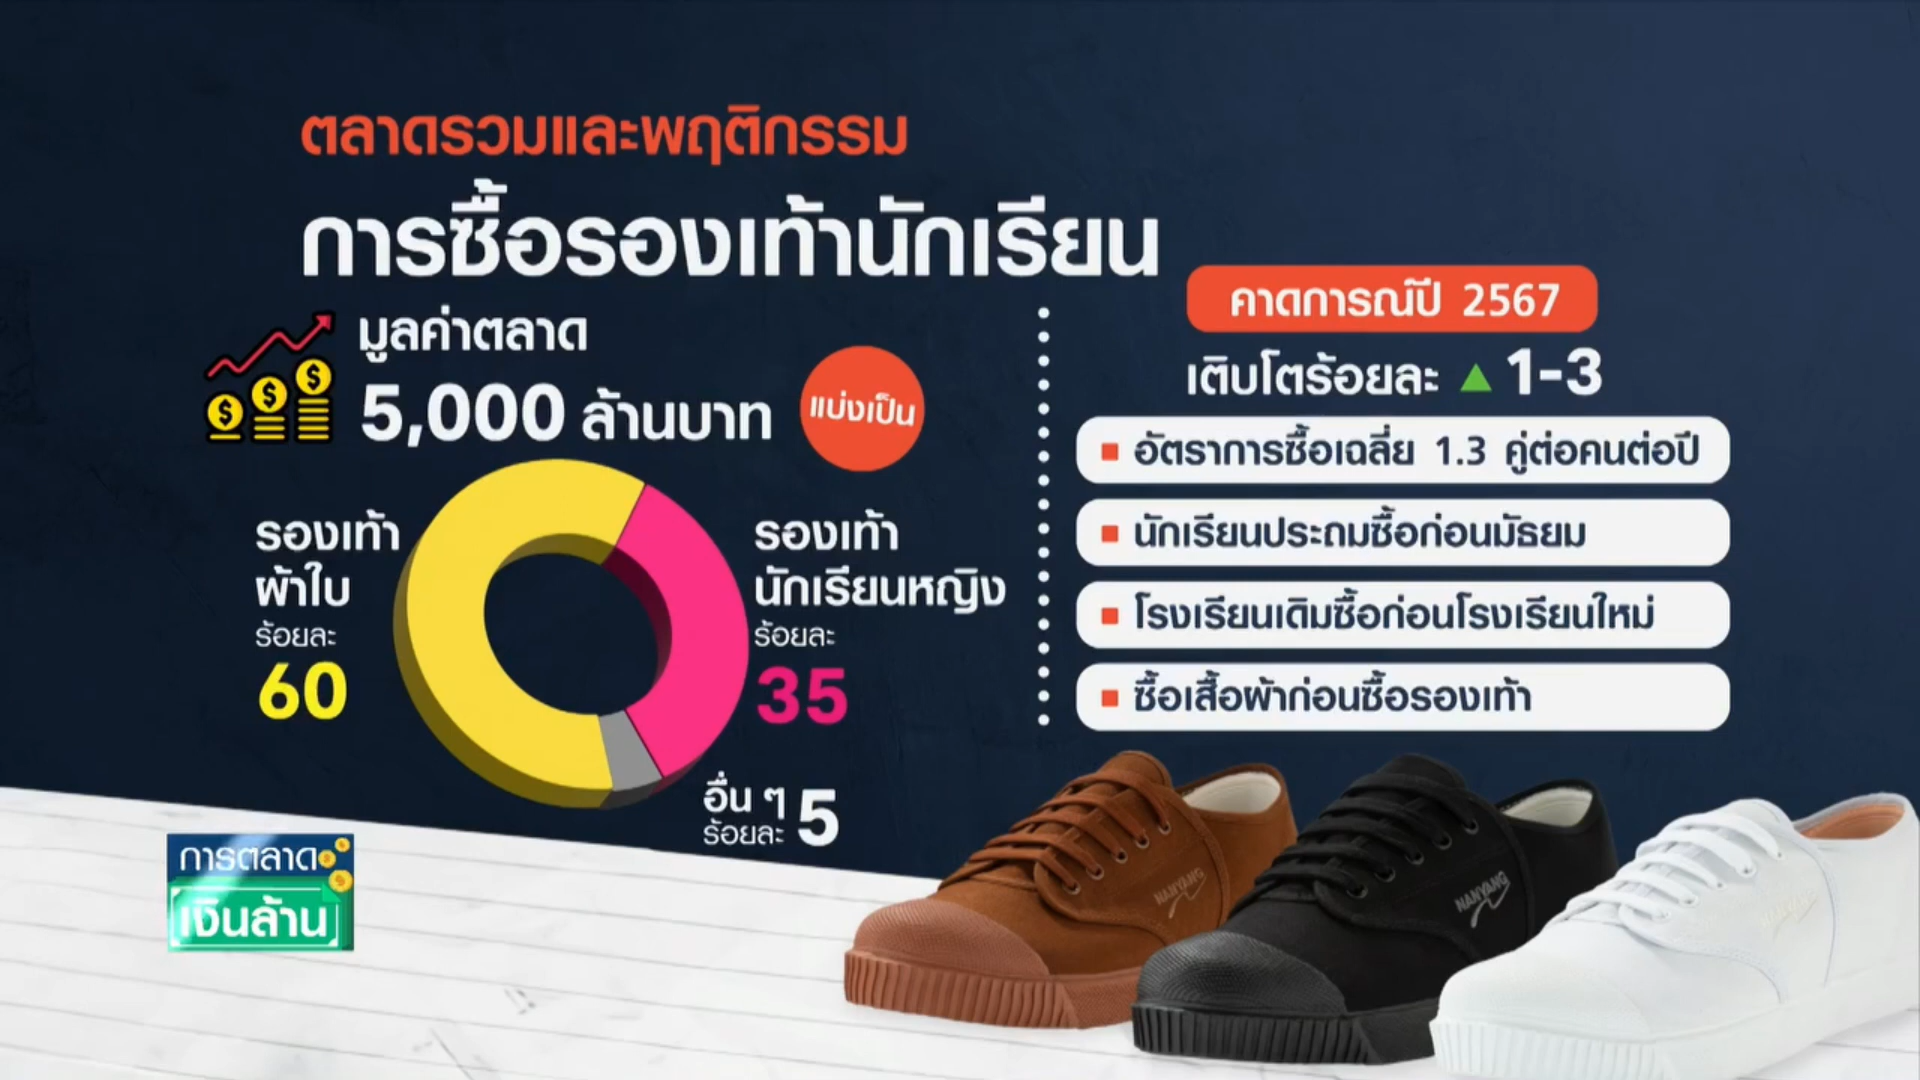 ตลาดรวมและพฤติกรรม
การซื้อรองเท้านักเรียน
มูลค่าตลาด
5,000 ล้านบาท
แบ่งเป็น
รองเท้า
ผ้าใบ
ร้อยละ
60
รองเท้า
นักเรียนหญิง
ร้อยละ
35
อื่น ๆ
ร้อยละ 5
คาดการณ์ปี 2567
เติบโตร้อยละ 1-3
อัตราการซื้อเฉลี่ย 1.3 คู่ต่อคนต่อปี
นักเรียนประถมซื้อก่อนมัธยม
โรงเรียนเดิมซื้อก่อนโรงเรียนใหม่
ซื้อเสื้อผ้าก่อนซื้อรองเท้า
การตลาด
เงินล้าน
NANYANG
NANYANG
NANYANG